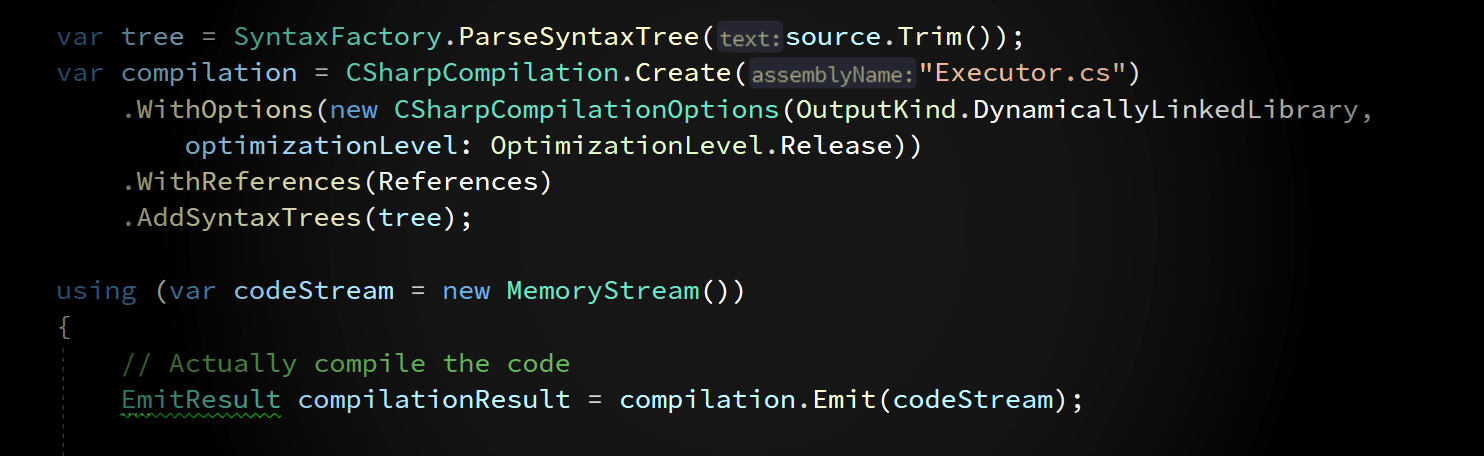 var tree = SyntaxFactory.ParseSyntaxTree(text:source.Trim());
var compilation = CSharpCompilation.Create(assemblyName:"Executor.cs")
.WithOptions(new CSharpCompilationOptions(OutputKind.DynamicallyLinkedLibrary,
optimizationLevel: OptimizationLevel.Release))
.WithReferences(References)
.AddSyntaxTrees(tree);
using (var codeStream = new MemoryStream())
{
// Actually compile the code
EmitResult compilationResult = compilation.Emit(codeStream);